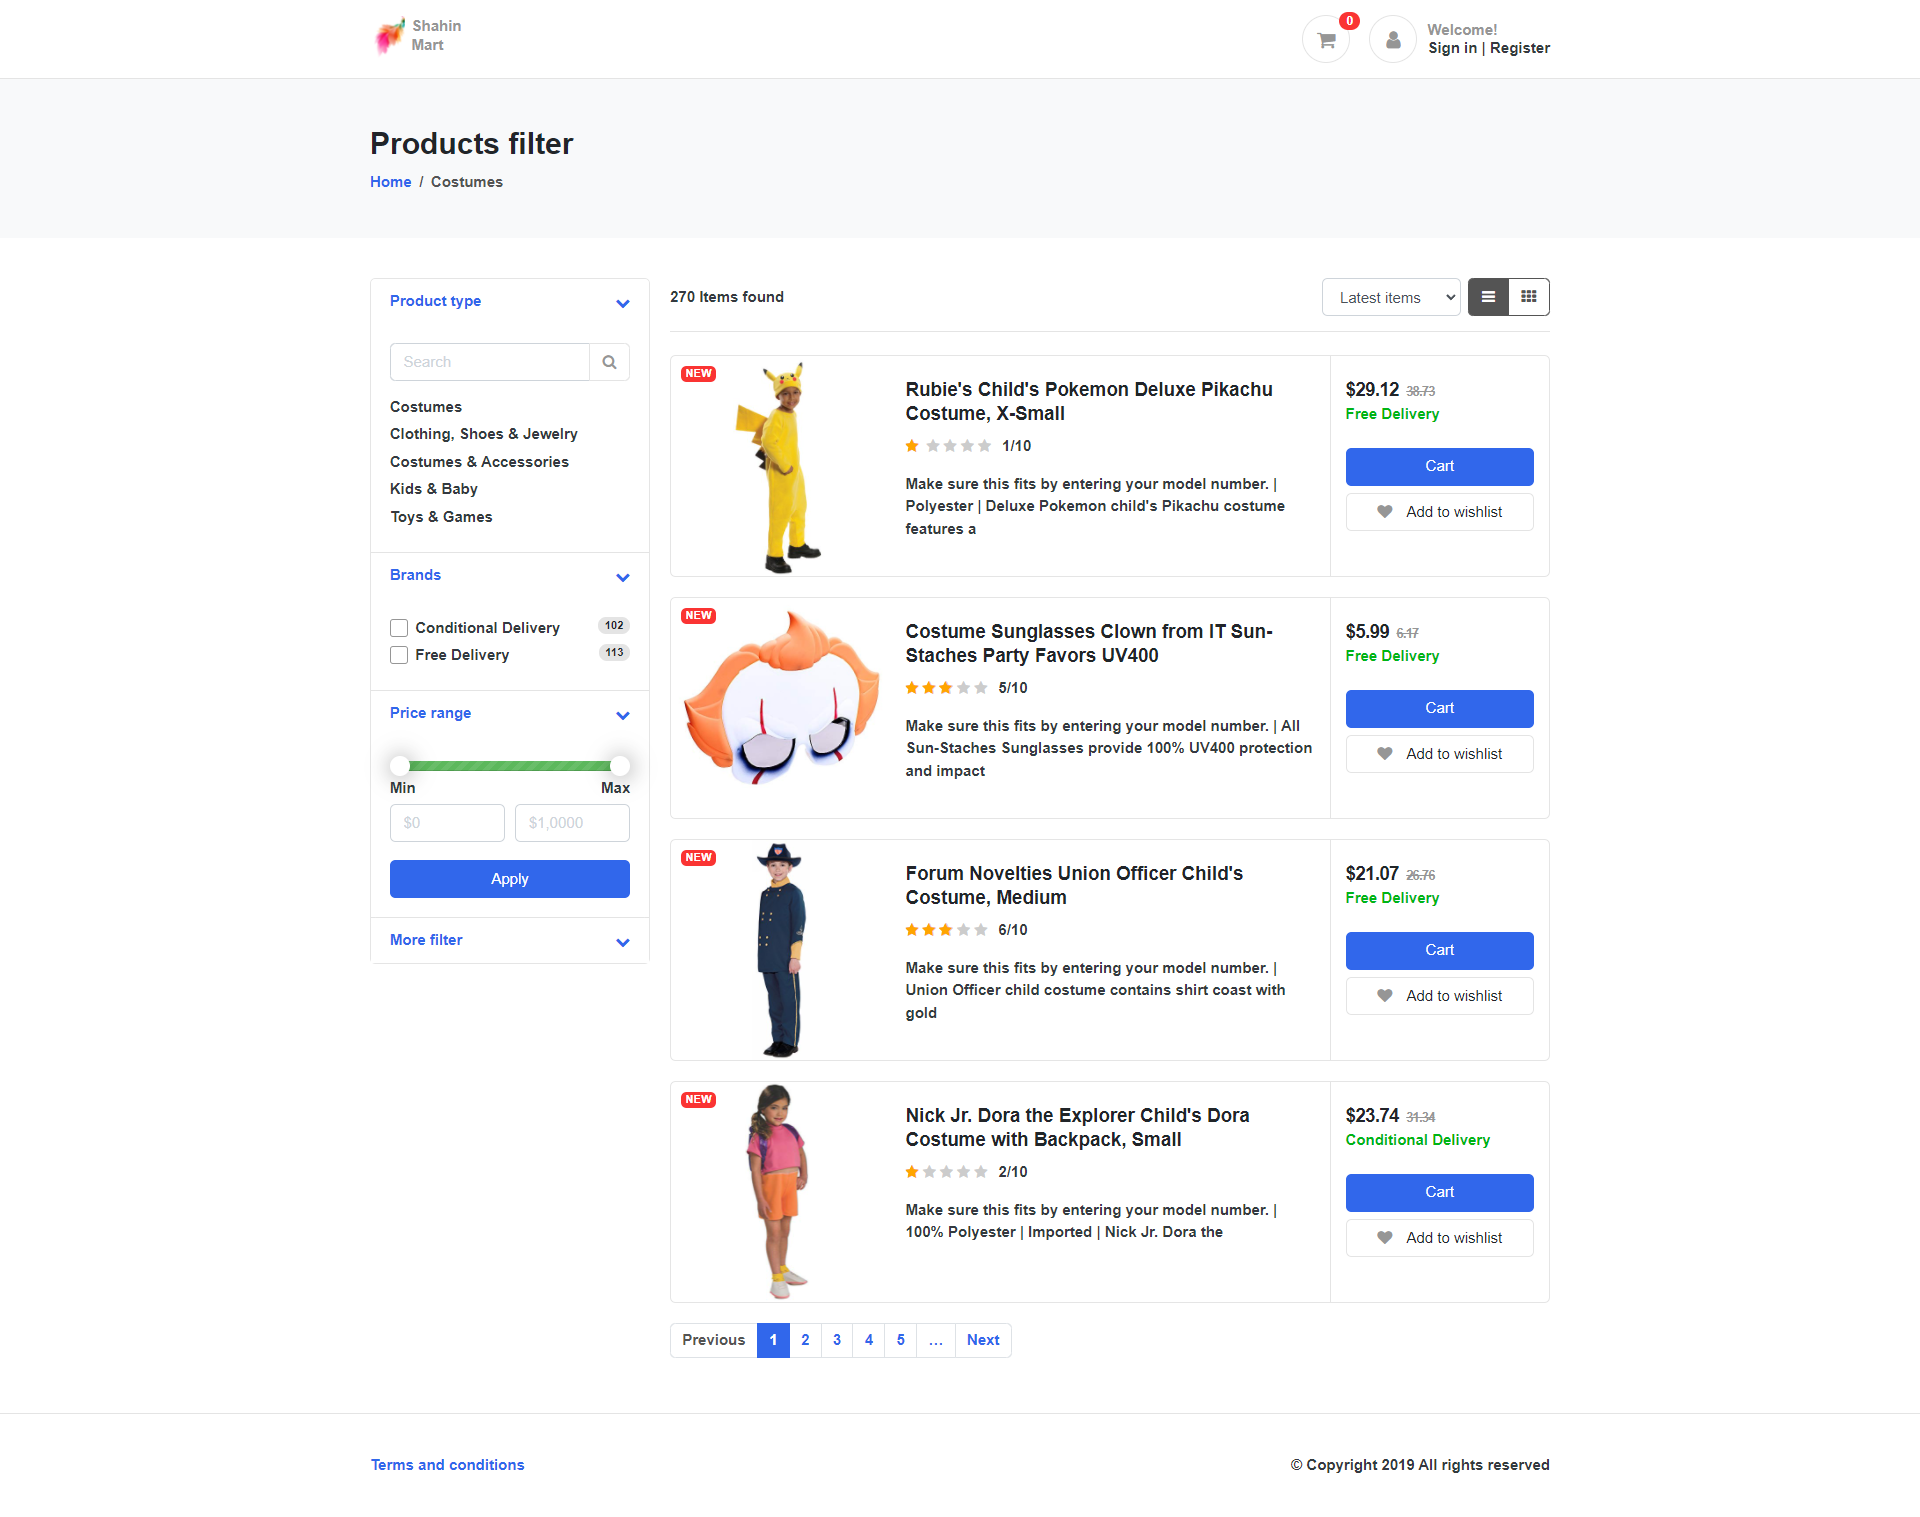 Shahin
Mart
0
Welcome!
Sign in | Register
Products filter
Home / Costumes
Product type
Search
Costumes
Clothing, Shoes & Jewelry
Costumes & Accessories
Kids & Baby
Toys & Games
Brands
Conditional Delivery 102
Free Delivery 113
Price range
Min Max
$0 $1,0000
Apply
More filter
270 Items found
Latest items
NEW
Rubie's Child's Pokemon Deluxe Pikachu
Costume, X-Small
1/10
Make sure this fits by entering your model number. |
Polyester | Deluxe Pokemon child's Pikachu costume
features a
$29.12 38.73
Free Delivery
Cart
Add to wishlist
NEW
Costume Sunglasses Clown from IT Sun-
Staches Party Favors UV400
5/10
Make sure this fits by entering your model number. | All
Sun-Staches Sunglasses provide 100% UV400 protection
and impact
$5.99 6.17
Free Delivery
Cart
Add to wishlist
NEW
Forum Novelties Union Officer Child's
Costume, Medium
6/10
Make sure this fits by entering your model number. |
Union Officer child costume contains shirt coast with
gold
$21.07 26.76
Free Delivery
Cart
Add to wishlist
NEW
Nick Jr. Dora the Explorer Child's Dora
Costume with Backpack, Small
2/10
Make sure this fits by entering your model number. |
100% Polyester | Imported | Nick Jr. Dora the
$23.74 31.34
Conditional Delivery
Cart
Add to wishlist
Previous 1 2 3 4 5 ... Next
Terms and conditions
© Copyright 2019 All rights reserved